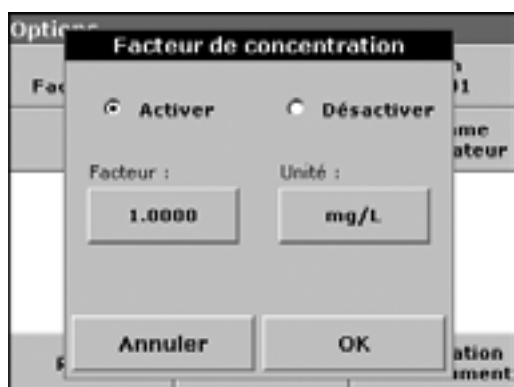 Facteur de concentration
Activer
Désactiver
Facteur :
Unité :
1.0000
mg/L
Annuler
OK